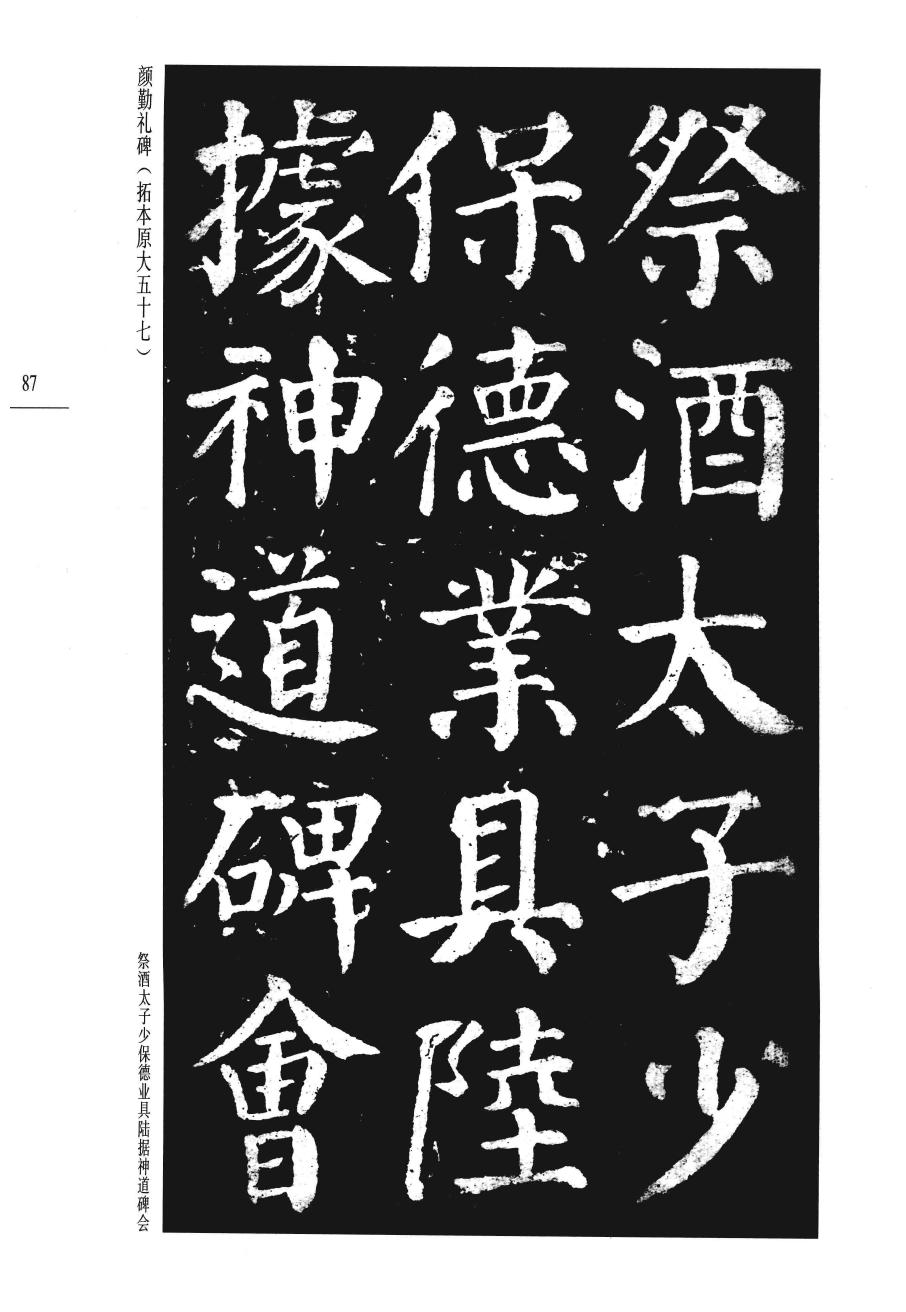 祭酒太子少
保德業具陸
據神道碑會
颜勤礼碑（拓本原大五十七）
祭酒太子少保德业具陆据神道碑会
87